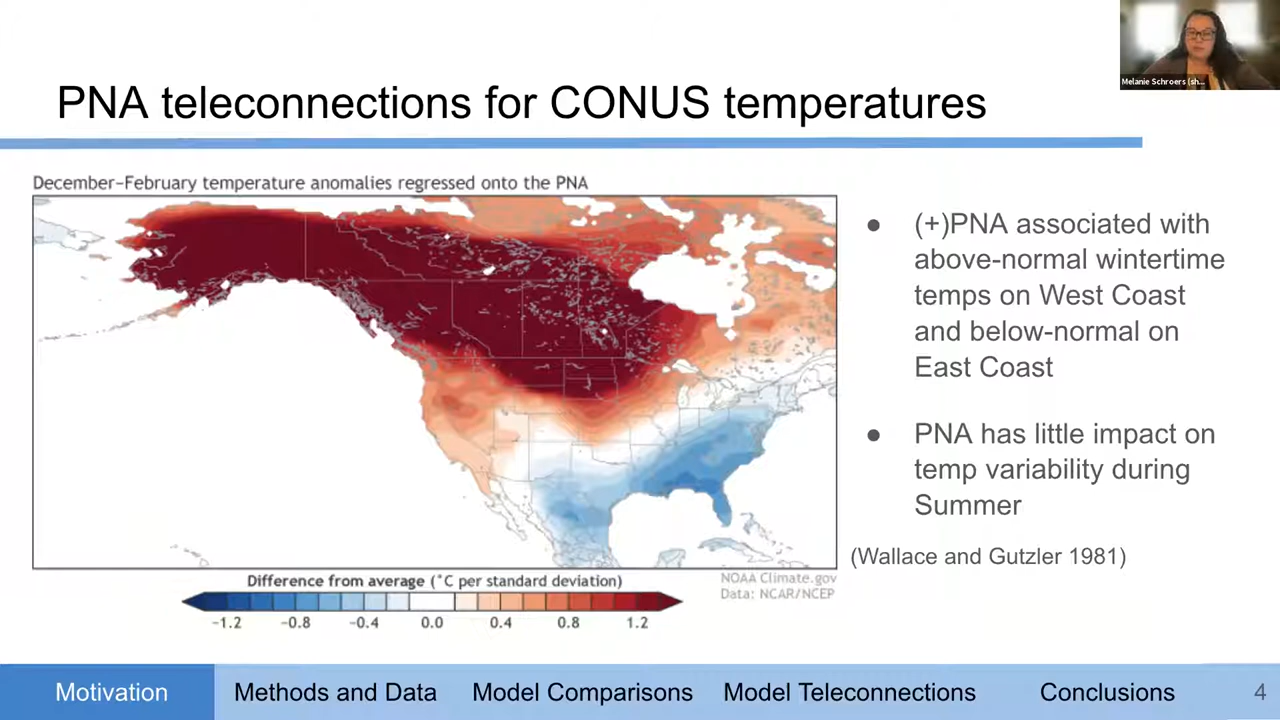 Melanie Schroers (sh...
PNA teleconnections for CONUS temperatures
December–February temperature anomalies regressed onto the PNA
● (+)PNA associated with
above-normal wintertime
temps on West Coast
and below-normal on
East Coast
● PNA has little impact on
temp variability during
Summer
(Wallace and Gutzler 1981)
Difference from average (˚C per standard deviation)
−1.2 −0.8 −0.4 0.0 0.4 0.8 1.2
NOAA Climate.gov
Data: NCAR/NCEP
Motivation Methods and Data Model Comparisons Model Teleconnections Conclusions 4